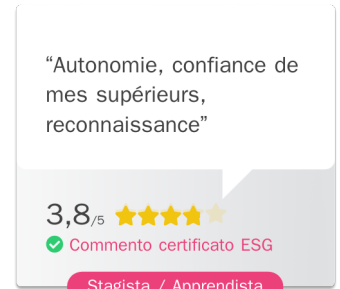 “Autonomie, confiance de
mes supérieurs,
reconnaissance”
3,8/5
Commento certificato ESG
Stagista / Apprendista